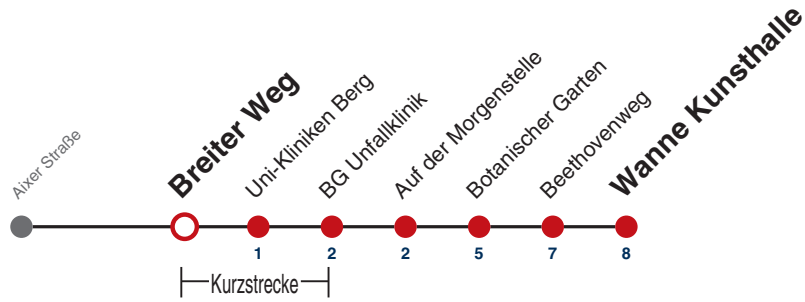 Aixer Straße
Breiter Weg
Uni-Kliniken Berg
BG Unfallklinik
Auf der Morgenstelle
Botanischer Garten
Beethovenweg
Wanne Kunsthalle
1 2 2 5 7 8
Kurzstrecke